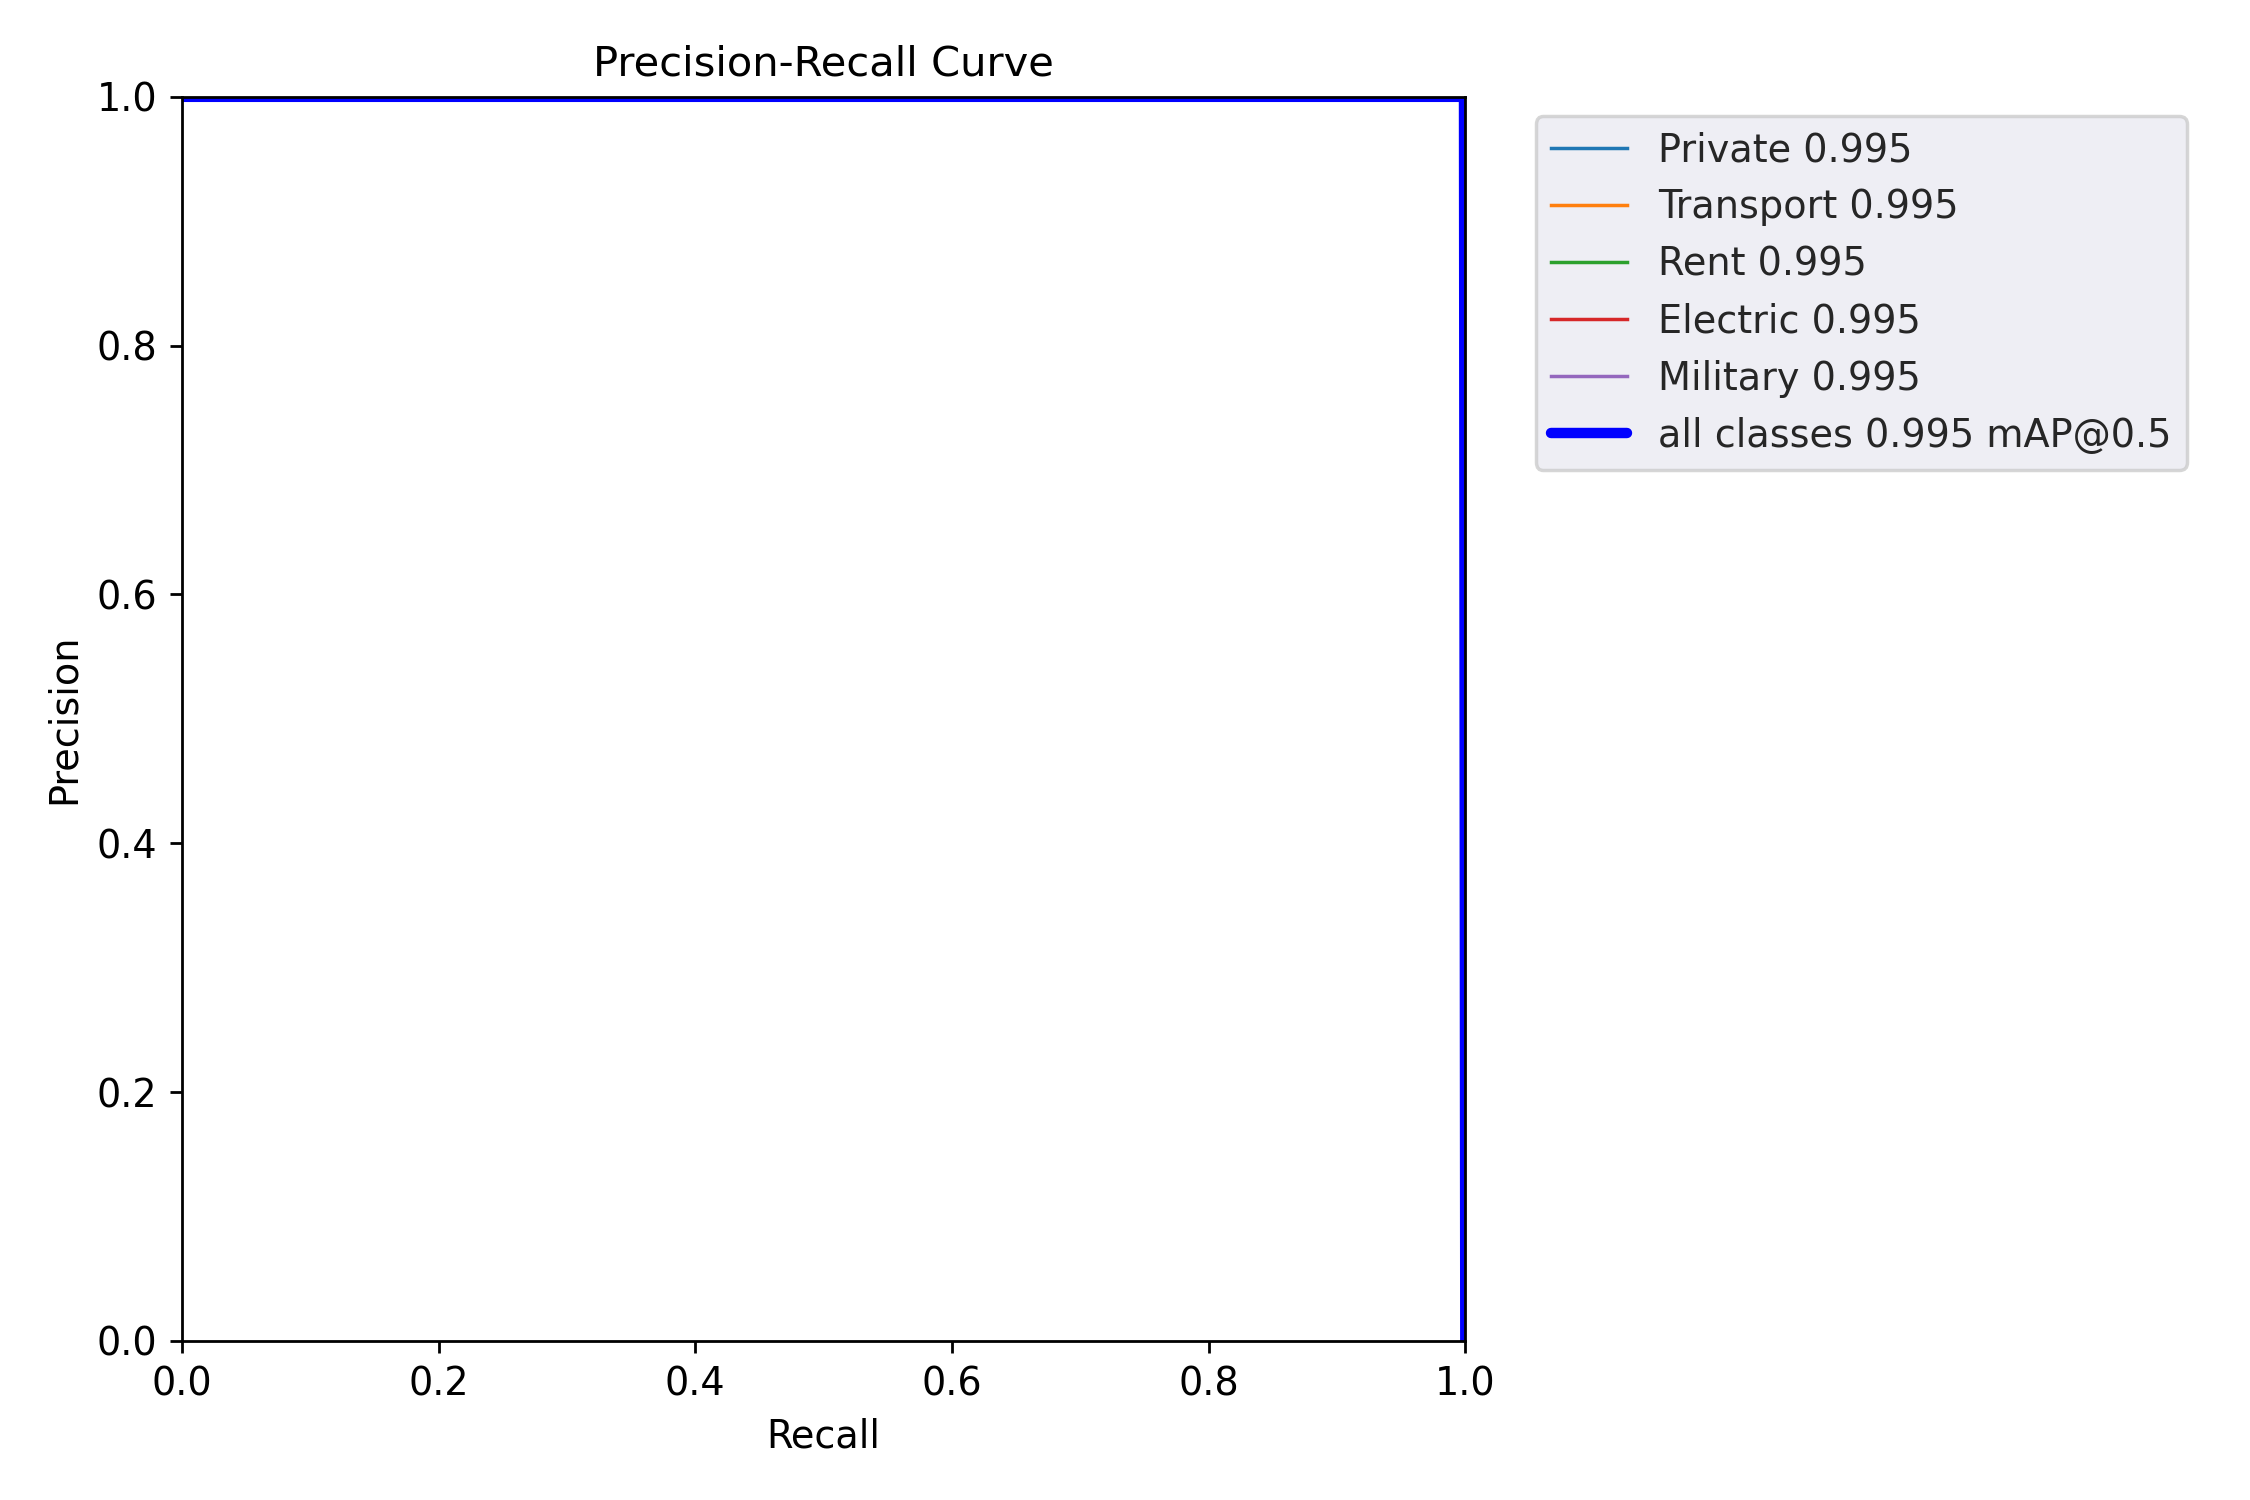 Precision-Recall Curve
1.0
0.8
0.6
0.4
0.2
0.0
Precision
0.0 0.2 0.4 0.6 0.8 1.0
Recall
Private 0.995
Transport 0.995
Rent 0.995
Electric 0.995
Military 0.995
all classes 0.995 mAP@0.5